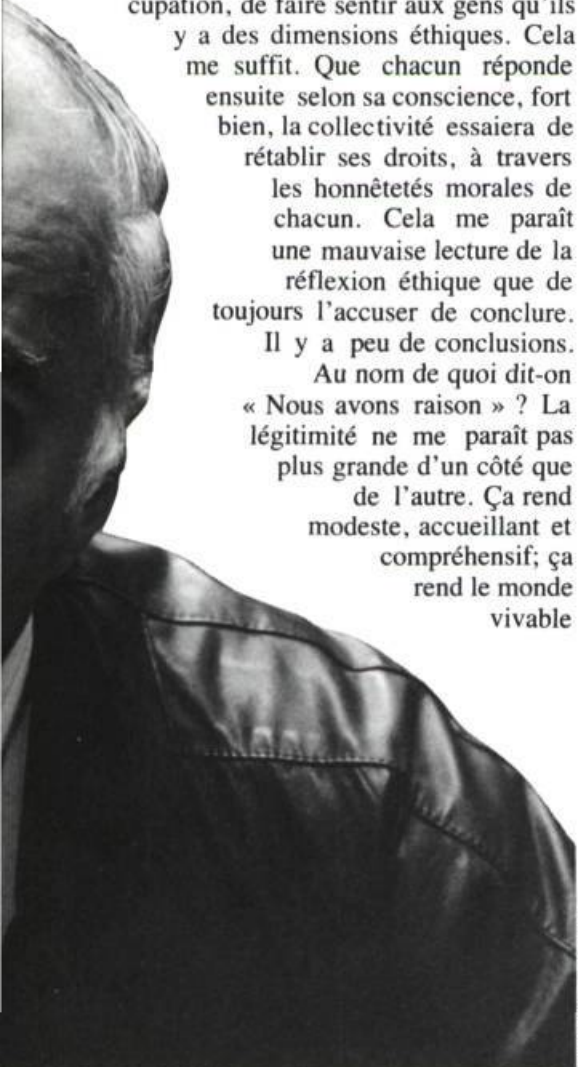 cupation, de faire sentir aux gens qu'ils
y a des dimensions éthiques. Cela
me suffit. Que chacun réponde
ensuite selon sa conscience, fort
bien, la collectivité essaiera de
rétablir ses droits, à travers
les honnêtetés morales de
chacun. Cela me paraît
une mauvaise lecture de la
réflexion éthique que de
toujours l'accuser de conclure.
Il y a peu de conclusions.
Au nom de quoi dit-on
« Nous avons raison » ? La
légitimité ne me paraît pas
plus grande d'un côté que
de l'autre. Ça rend
modeste, accueillant et
compréhensif; ça
rend le monde
vivable